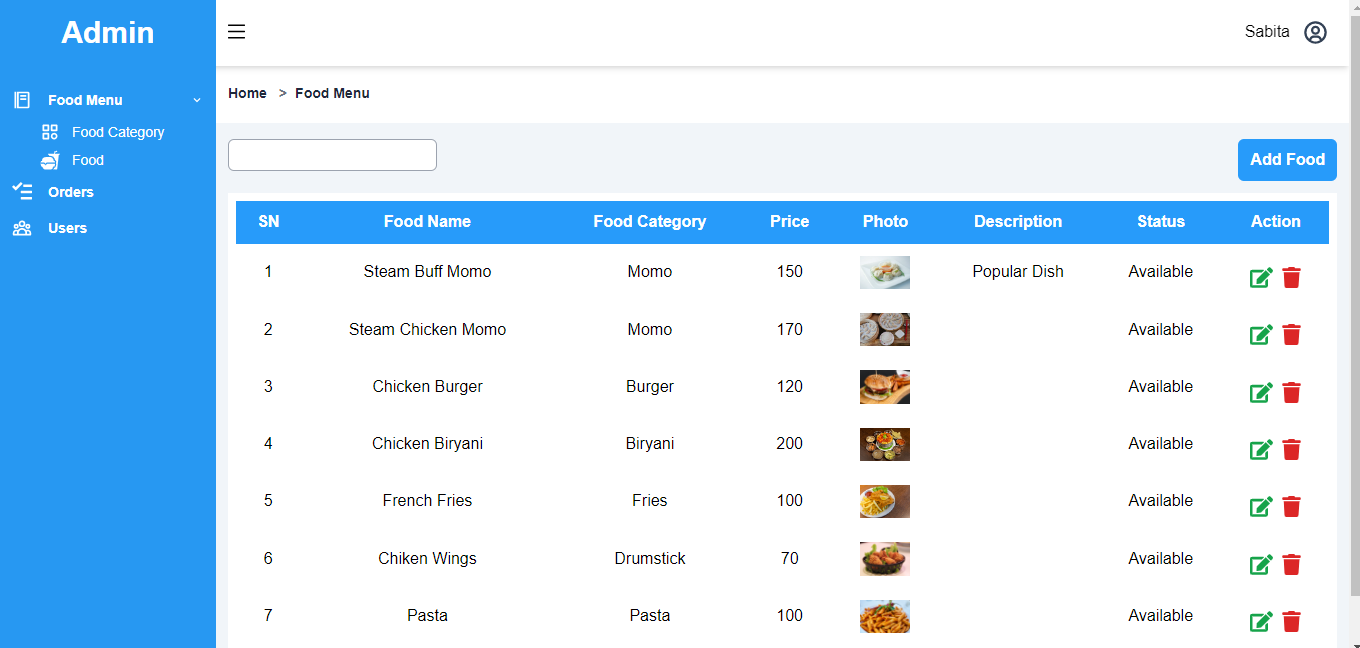 Admin
Sabita
Food Menu
Food Category
Food
Orders
Users
Home > Food Menu
Add Food
SN Food Name Food Category Price Photo Description Status Action
1 Steam Buff Momo Momo 150 Popular Dish Available
2 Steam Chicken Momo Momo 170 Available
3 Chicken Burger Burger 120 Available
4 Chicken Biryani Biryani 200 Available
5 French Fries Fries 100 Available
6 Chiken Wings Drumstick 70 Available
7 Pasta Pasta 100 Available